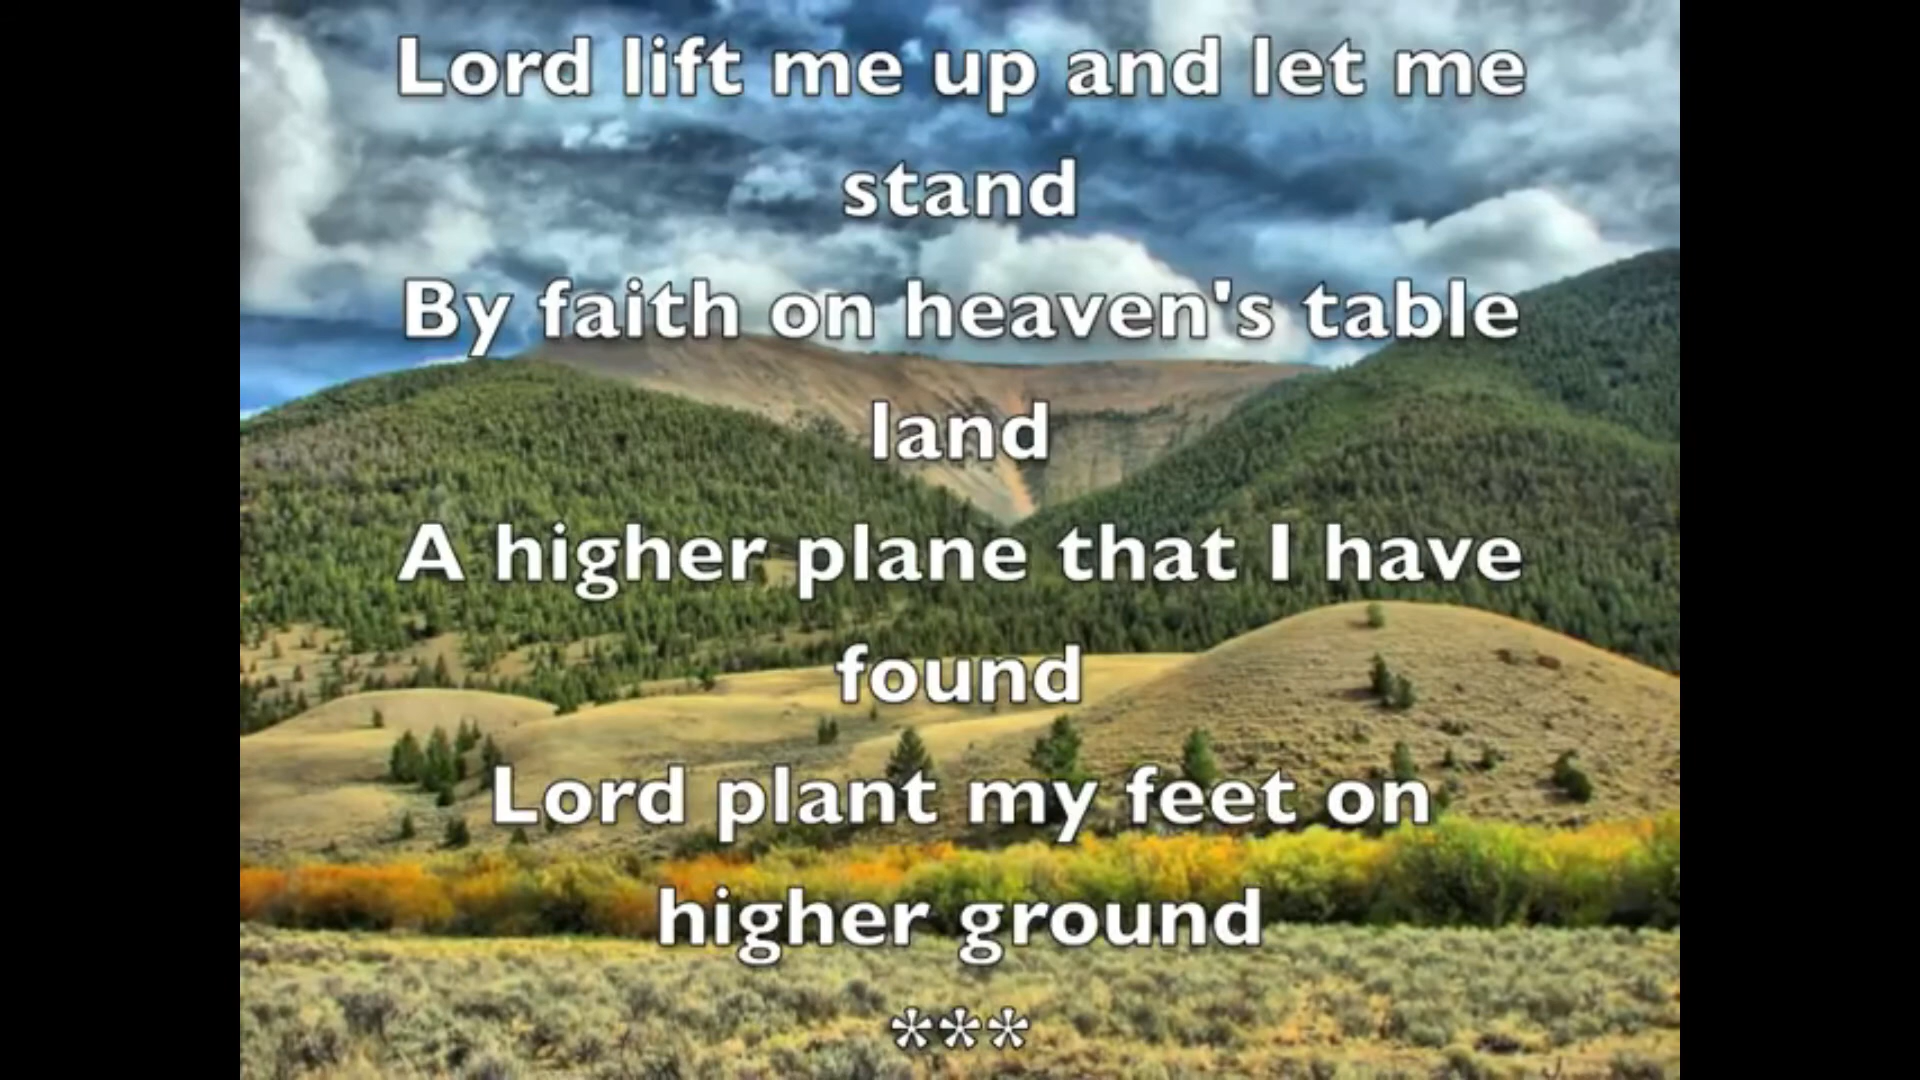 Lord lift me up and let me
stand
By faith on heaven's table
land
A higher plane that I have
found
Lord plant my feet on
higher ground
***